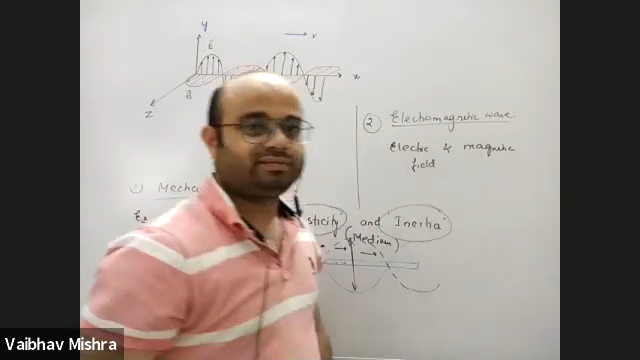 y
E
v
x
B
z
② Electromagnetic wave
Electric & magnetic
field
① Mecha
sticity and Inertia
(Medium)
Vaibhav Mishra